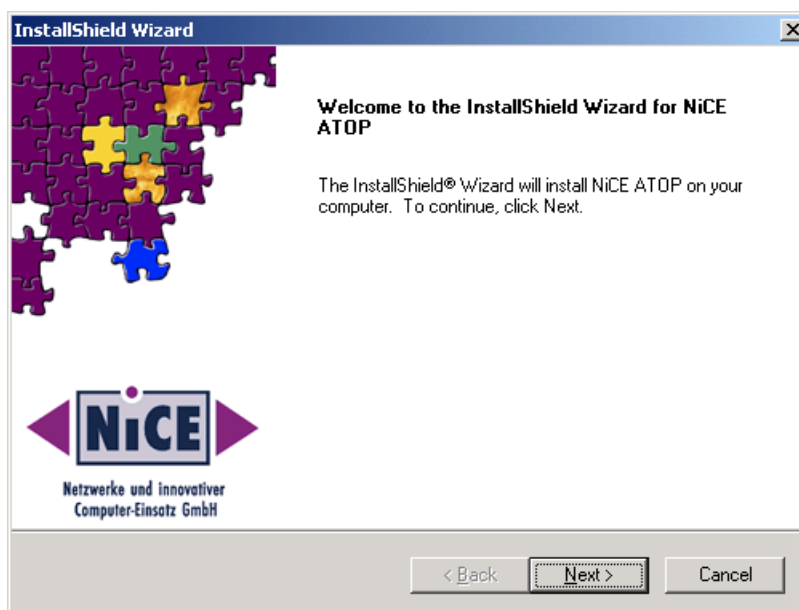 InstallShield Wizard
Welcome to the InstallShield Wizard for NiCE
ATOP
The InstallShield® Wizard will install NiCE ATOP on your
computer.  To continue, click Next.
NiCE
Netzwerke und innovativer
Computer-Einsatz GmbH
< Back
Next >
Cancel